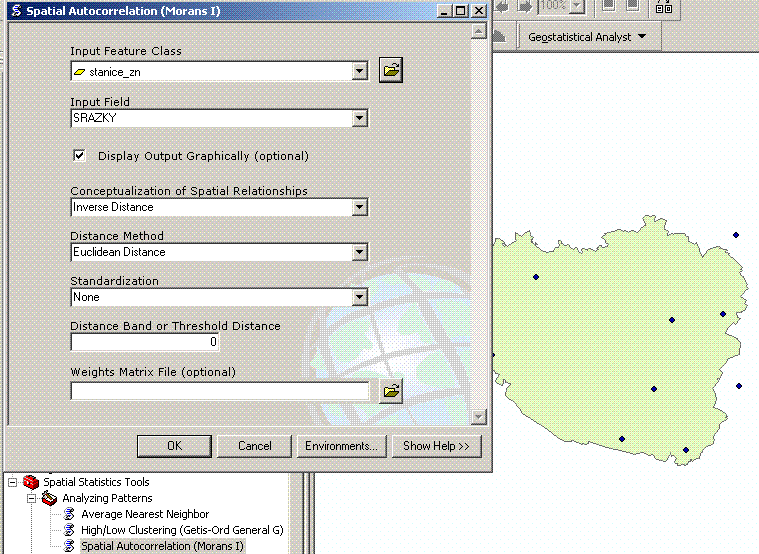 Spatial Autocorrelation (Morans I)
100%
Geostatistical Analyst
Input Feature Class
stanice_zn
Input Field
SRAZKY
Display Output Graphically (optional)
Conceptualization of Spatial Relationships
Inverse Distance
Distance Method
Euclidean Distance
Standardization
None
Distance Band or Threshold Distance
0
Weights Matrix File (optional)
OK
Cancel
Environments...
Show Help >>
Spatial Statistics Tools
Analyzing Patterns
Average Nearest Neighbor
High/Low Clustering (Getis-Ord General G)
Spatial Autocorrelation (Morans I)